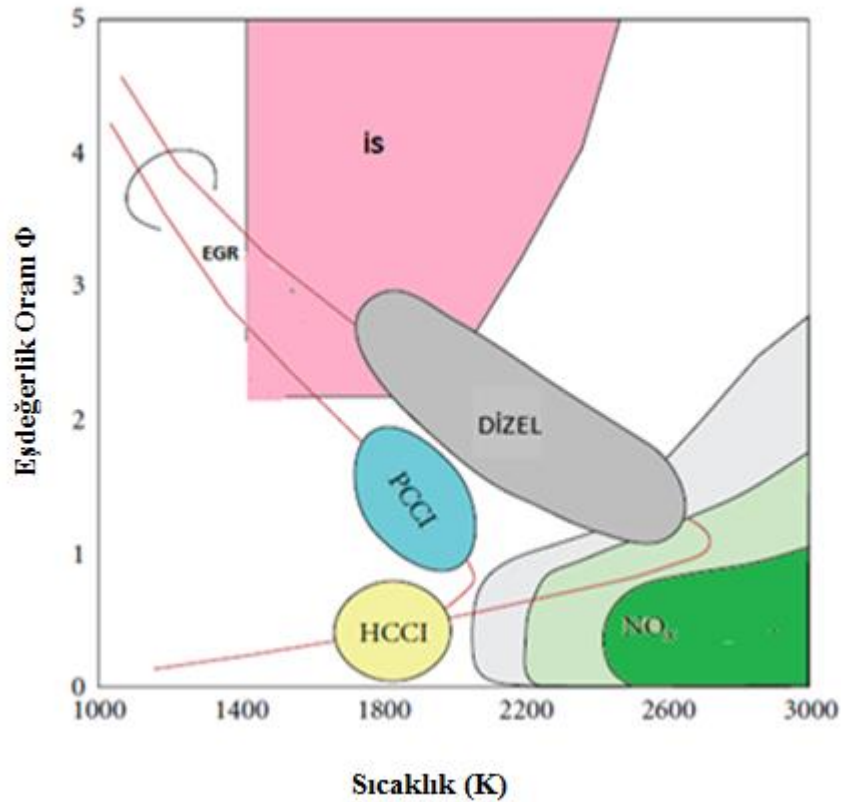 5
4
3
2
1
0
Eşdeğerlik Oranı Φ
İS
EGR
DİZEL
PCCI
HCCI
NOx
1000 1400 1800 2200 2600 3000
Sıcaklık (K)